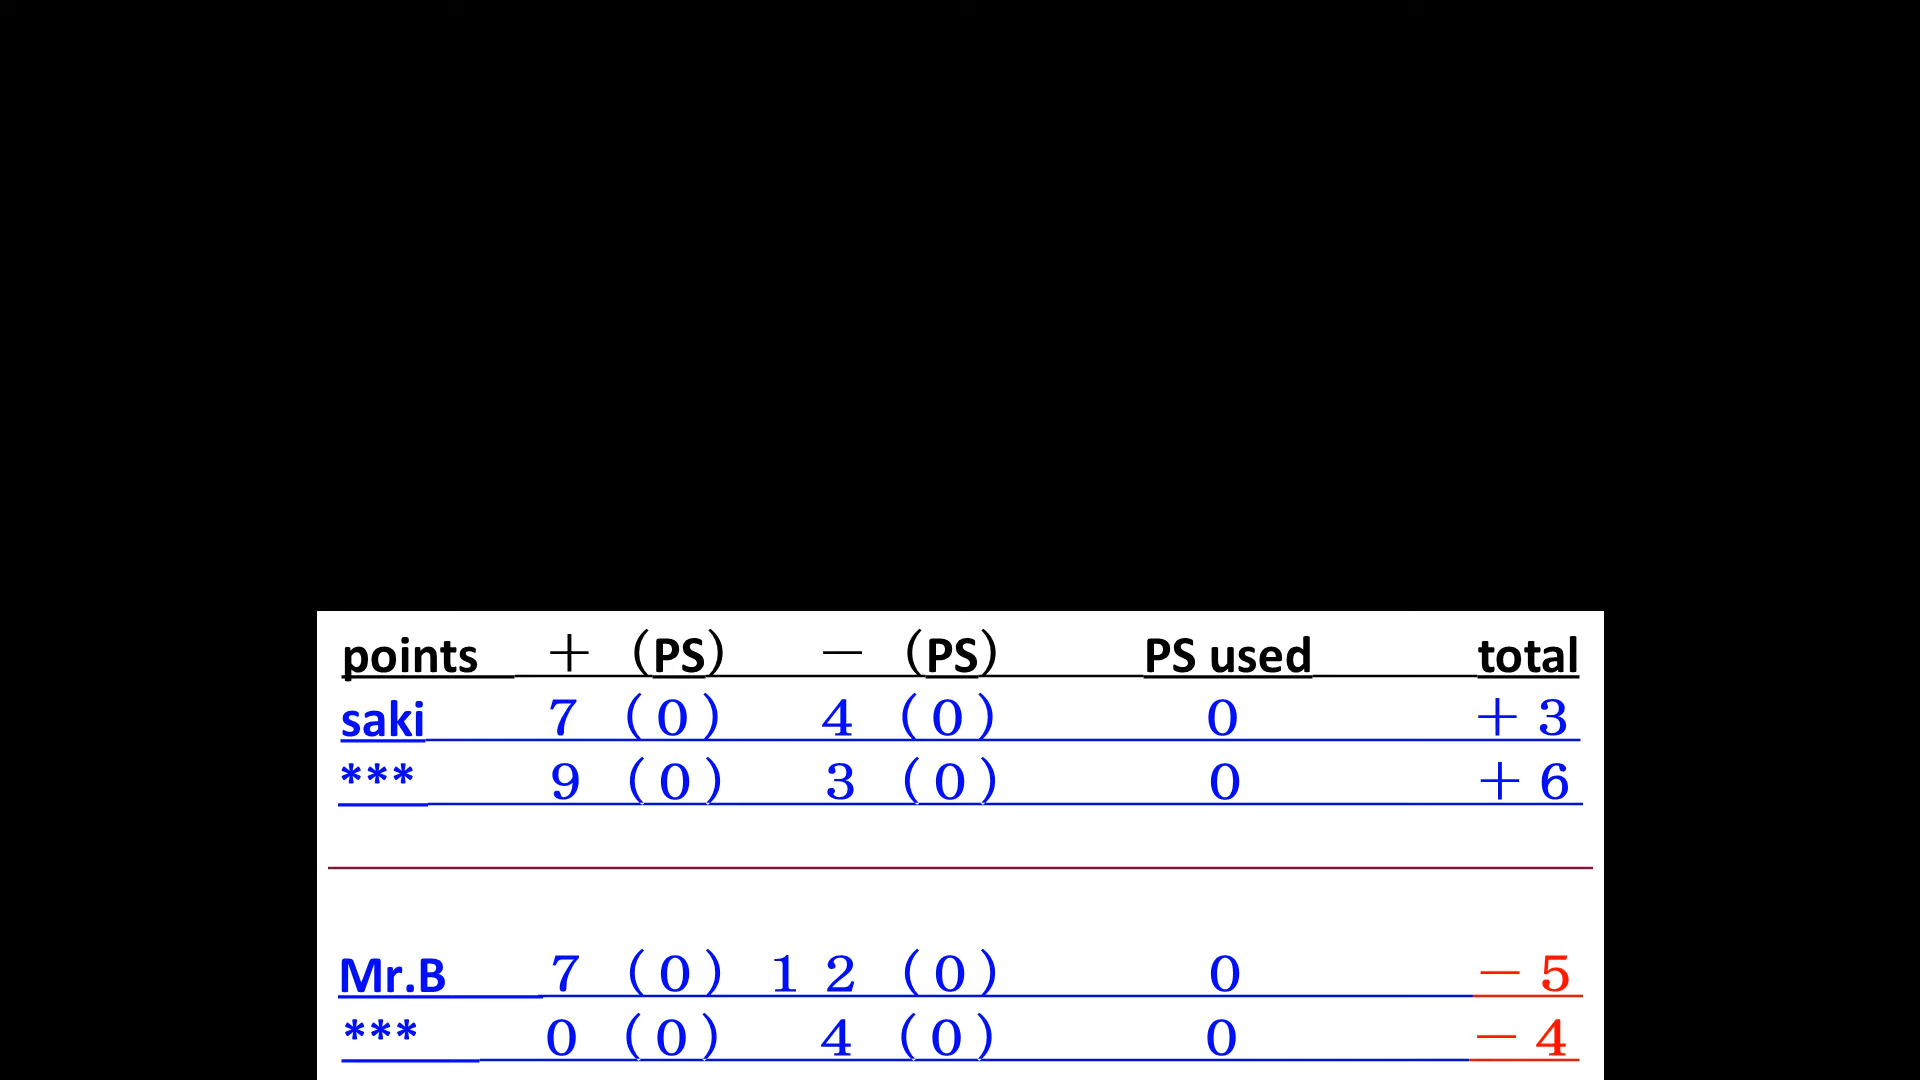 points ＋ （PS） － （PS） PS used total
saki ７ （０） ４ （０） ０ ＋３
*** ９ （０） ３ （０） ０ ＋６
Mr.B ７ （０） １２ （０） ０ －５
*** ０ （０） ４ （０） ０ －４